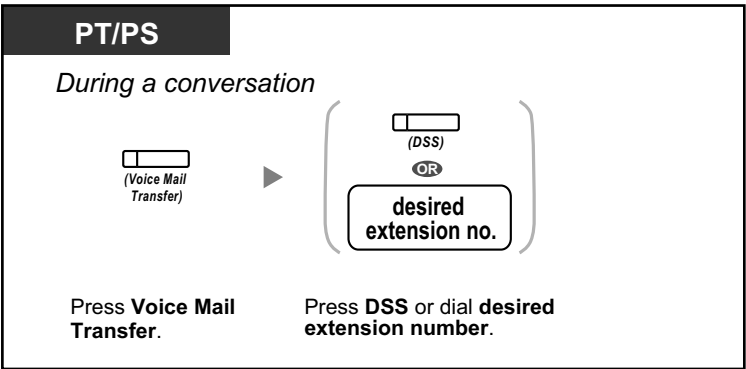 PT/PS
During a conversation
(Voice Mail
Transfer)
(DSS)
OR
desired
extension no.
Press Voice Mail
Transfer.
Press DSS or dial desired
extension number.